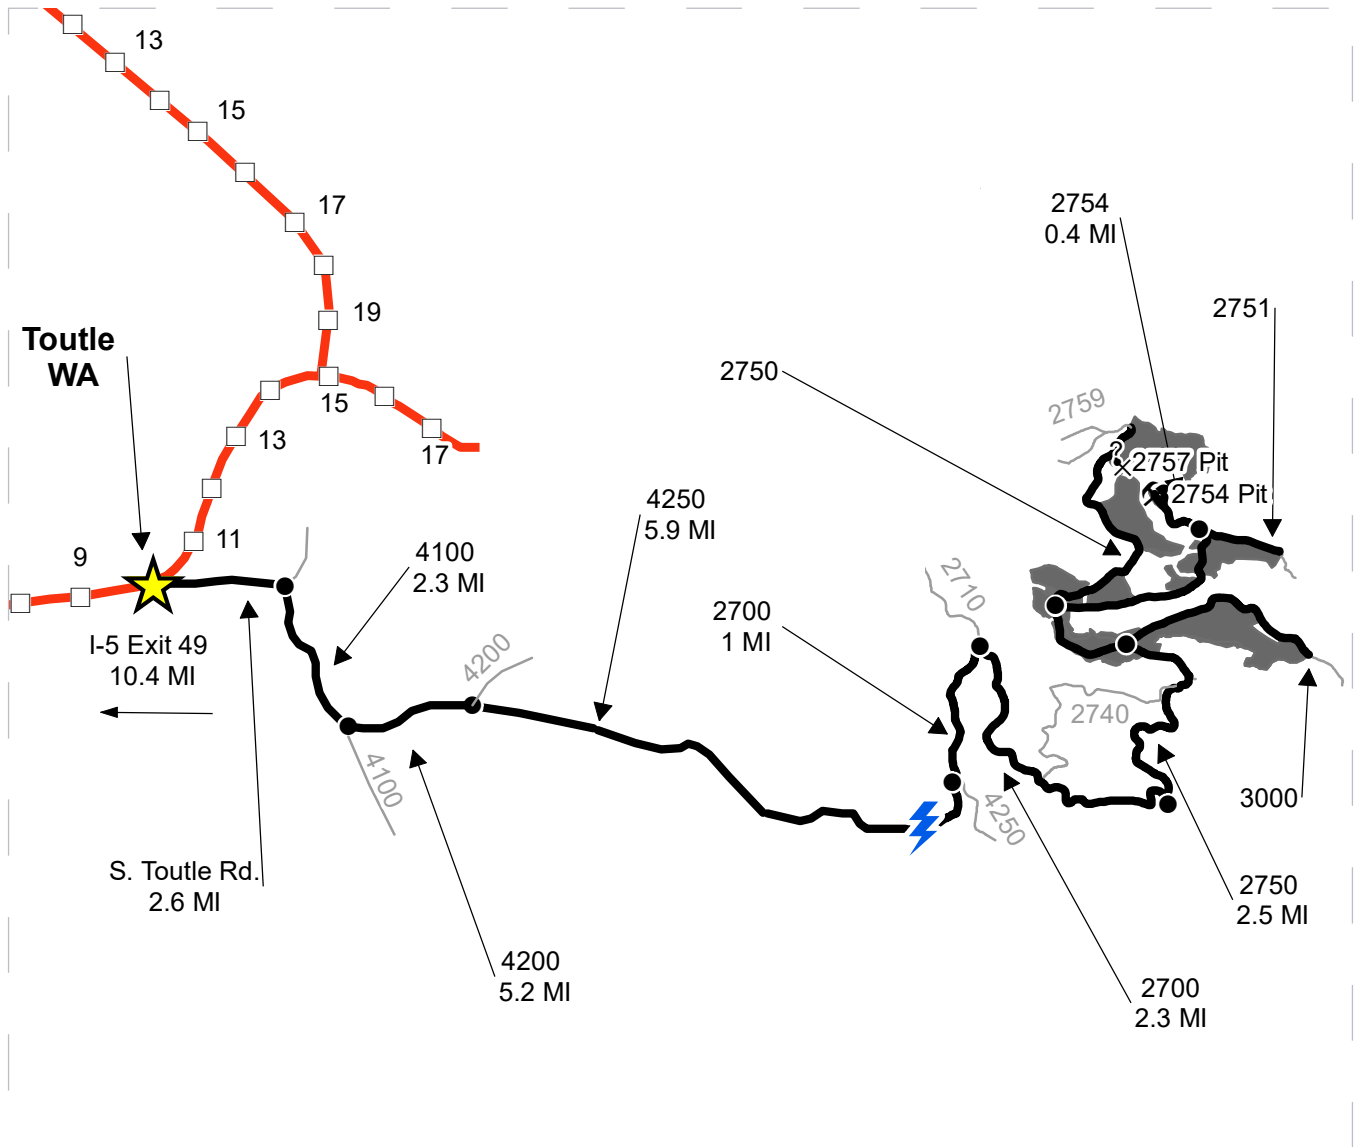 13
15
17
2754
0.4 MI
2751
19
Toutle
WA
2750
15
2759
13
17
?
2757 Pit
2754 Pit
4250
5.9 MI
11
9
4100
2.3 MI
2710
2700
1 MI
I-5 Exit 49
10.4 MI
4200
2740
4100
4250
3000
S. Toutle Rd.
2.6 MI
2750
2.5 MI
4200
5.2 MI
2700
2.3 MI